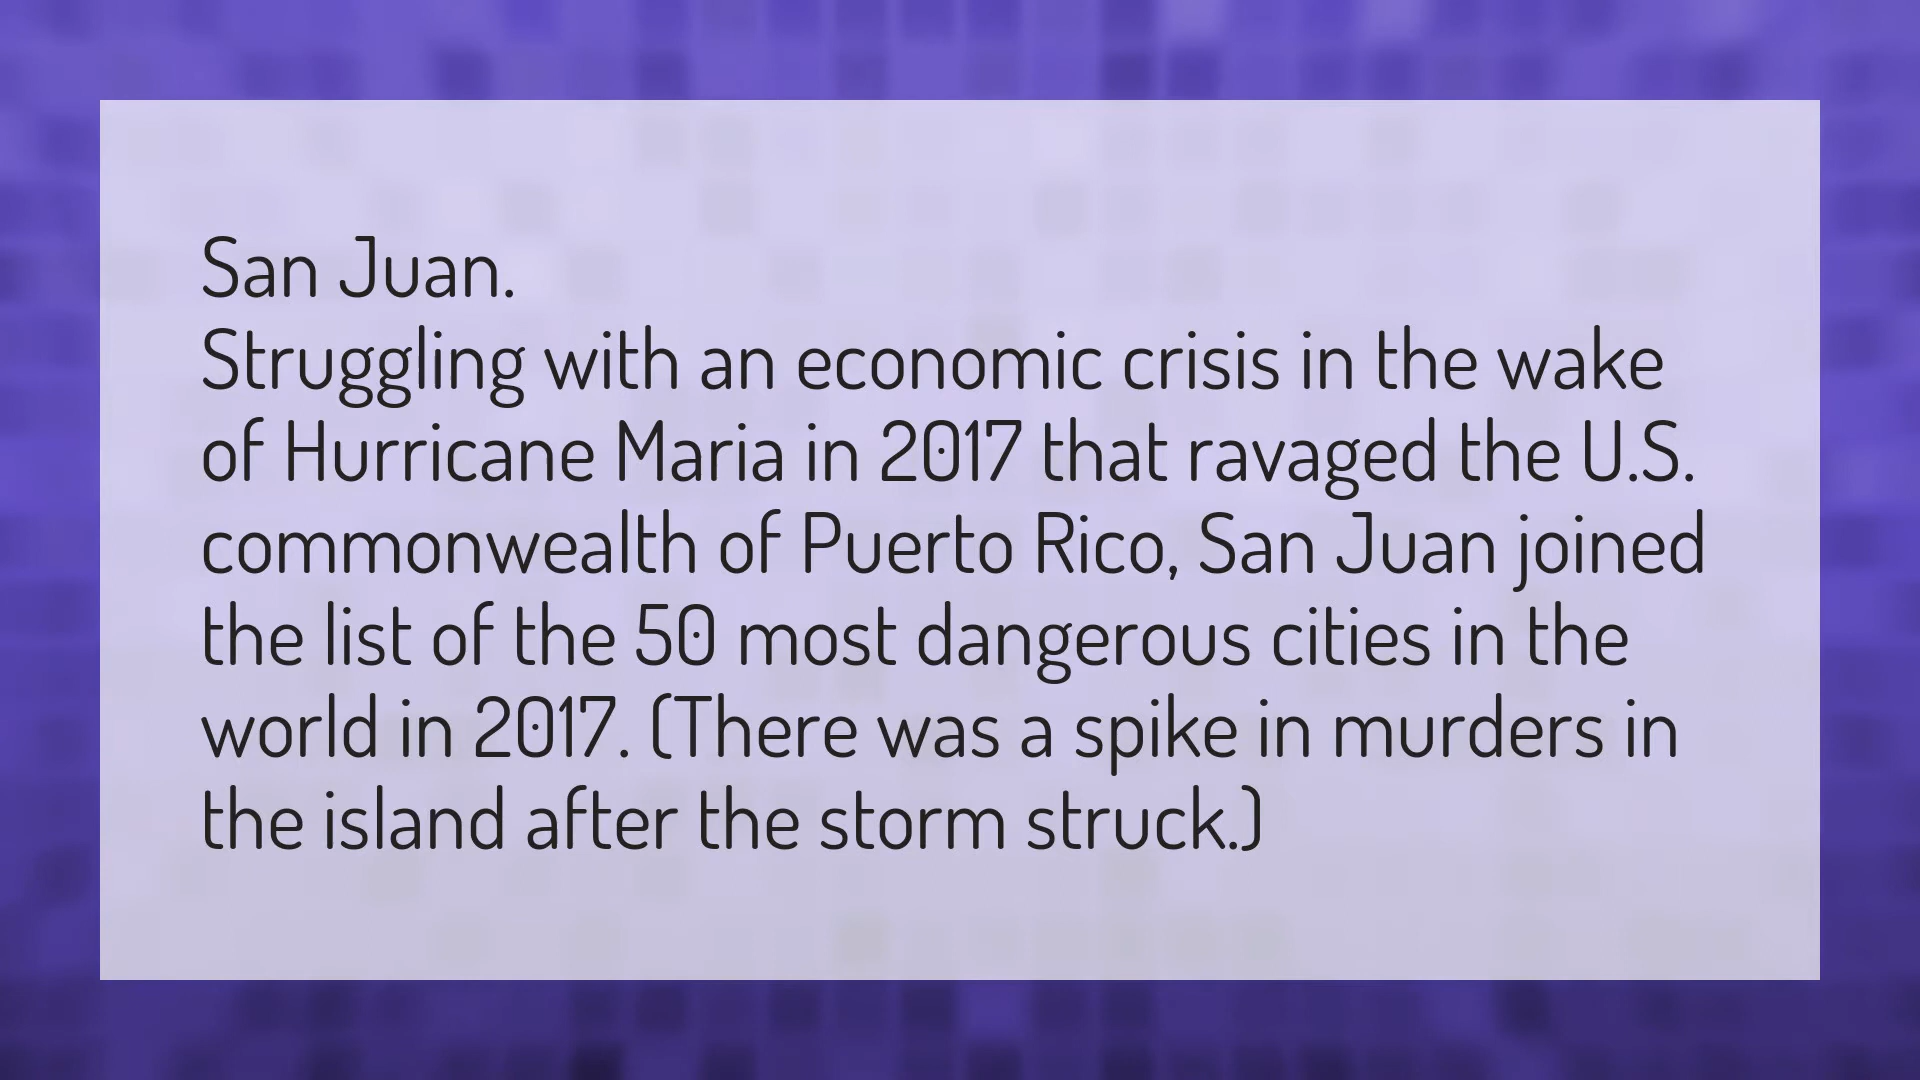 San Juan.
Struggling with an economic crisis in the wake
of Hurricane Maria in 2017 that ravaged the U.S.
commonwealth of Puerto Rico, San Juan joined
the list of the 50 most dangerous cities in the
world in 2017. (There was a spike in murders in
the island after the storm struck.)